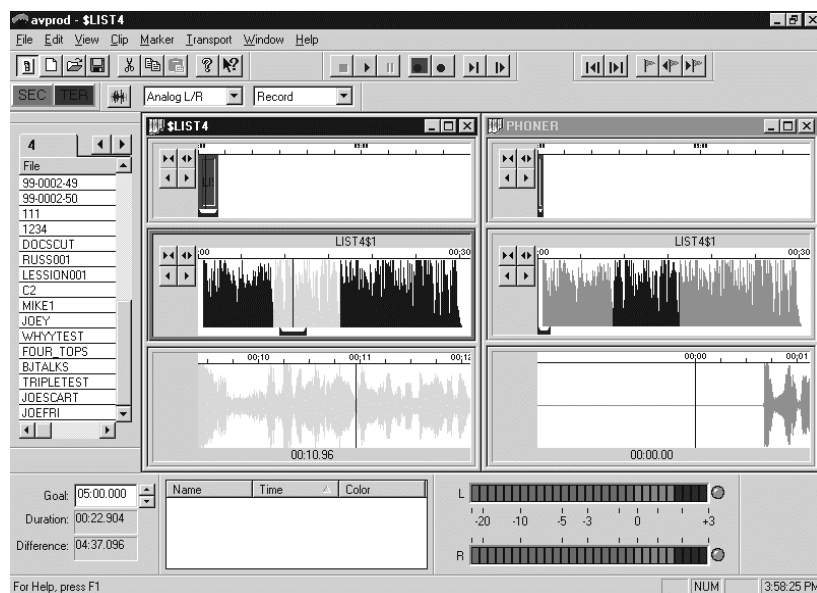 avprod - $LIST4
File Edit View Clip Marker Transport Window Help
SEC TER Analog L/R Record
4
File
99-0002-49
99-0002-50
111
1234
DOCSCUT
RUSS001
LESSION001
C2
MIKE1
JOEY
WHYYTEST
FOUR_TOPS
BJTALKS
TRIPLETEST
JOESCART
JOEFRI
$LIST4
LIST4$1
:00 00;30
00;10 00;11 00;12
00:10.96
PHONER
LIST4$1
:00 00;30
00;00 00;01
00:00.00
Goal: 05:00.000
Duration: 00:22.904
Difference: 04:37.096
Name Time Color
L
-20 -10 -5 -3 0 +3
R
For Help, press F1 NUM 3:58:25 PM